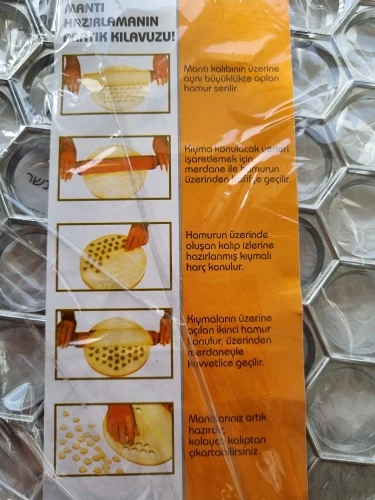 MANTI
HAZIRLAMANIN
PRATİK KILAVUZU!
Mantı kalıbının üzerine
aynı büyüklükte açılan
hamur serilir.
Kıyma konulacak yerleri
işaretlemek için
merdane ile hamurun
üzerinden hafifçe geçilir.
Hamurun üzerinde
oluşan kalıp izlerine
hazırlanmış kıymalı
harç konulur.
Kıymaların üzerine
açılan ikinci hamur
konulur, üzerinden
merdaneyle
kuvvetlice geçilir.
Mantılarınız artık
hazırdır,
kolayca kalıptan
çıkartabilirsiniz.